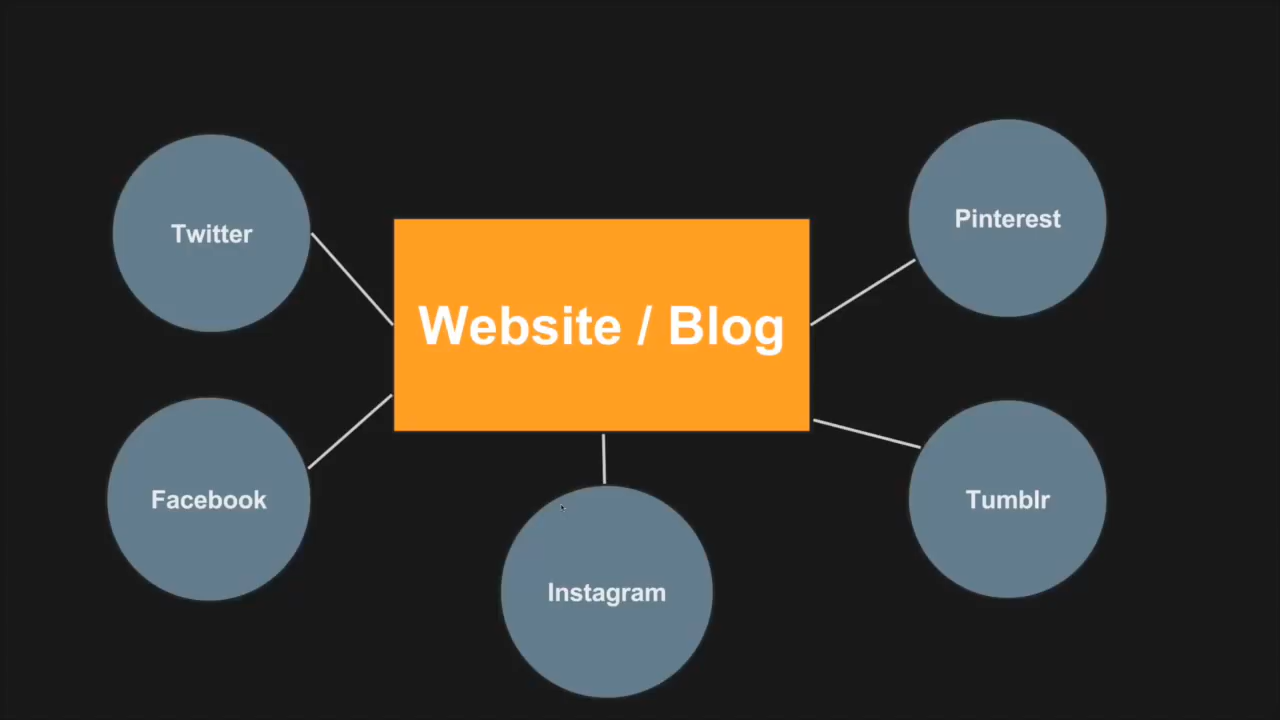 Twitter
Pinterest
Website / Blog
Facebook
Tumblr
Instagram